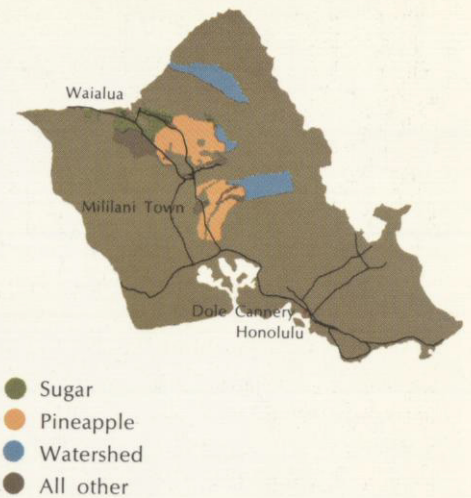 Waialua
Mililani Town
Dole Cannery
Honolulu
Sugar
Pineapple
Watershed
All other